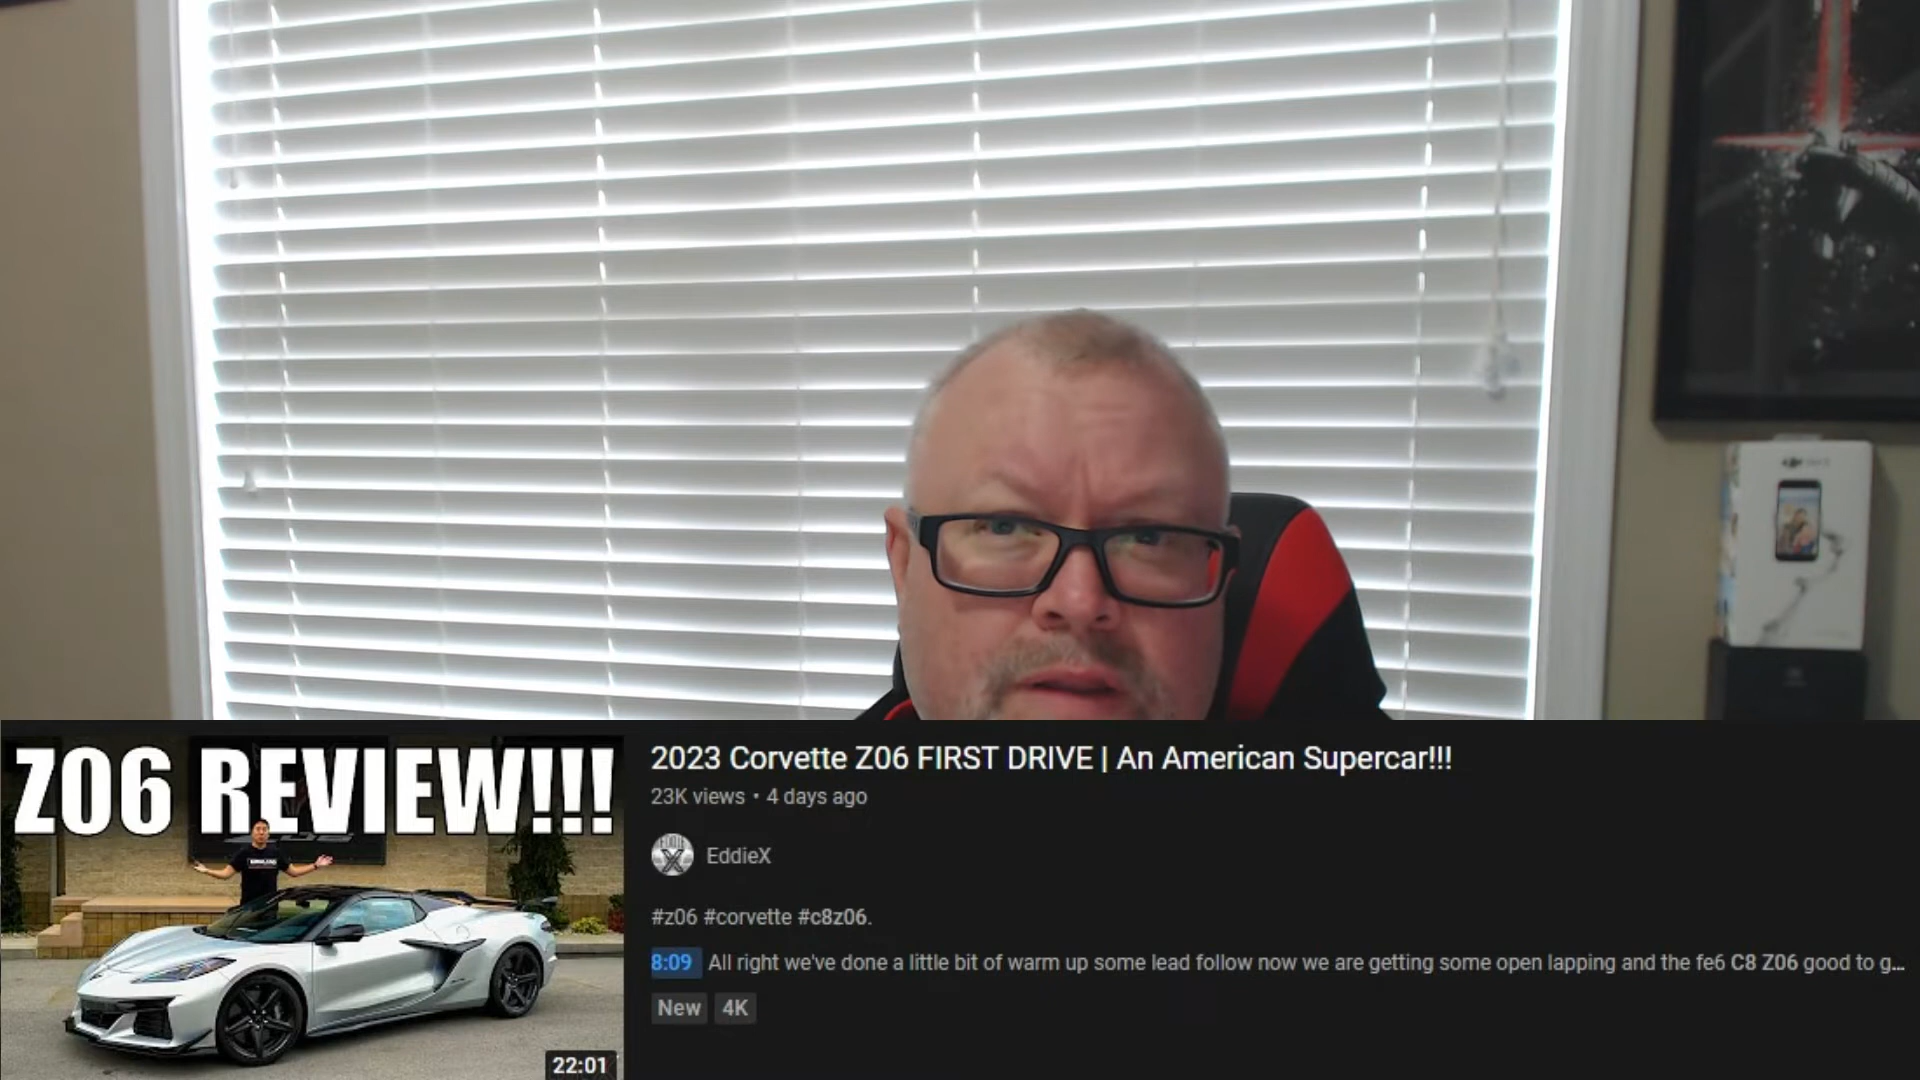 Z06 REVIEW!!!
22:01
2023 Corvette Z06 FIRST DRIVE | An American Supercar!!!
23K views • 4 days ago
EddieX
#z06 #corvette #c8z06.
8:09 All right we've done a little bit of warm up some lead follow now we are getting some open lapping and the fe6 C8 Z06 good to g...
New 4K